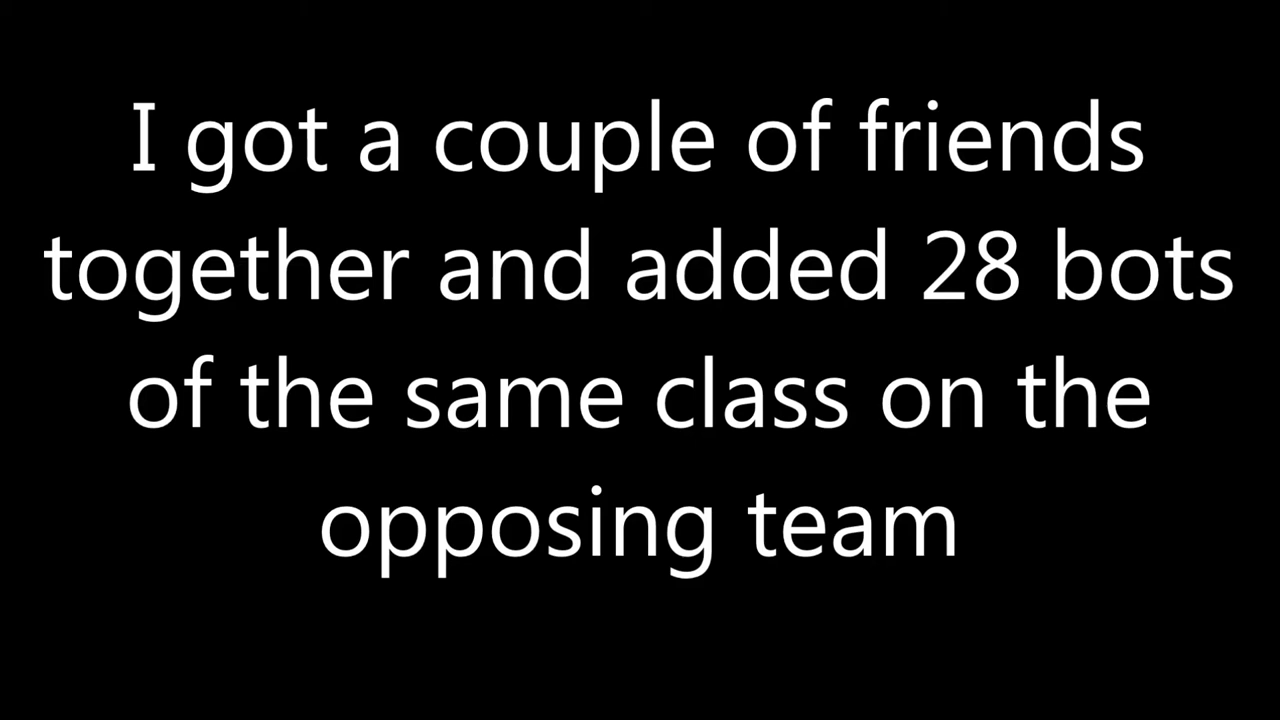 I got a couple of friends
together and added 28 bots
of the same class on the
opposing team